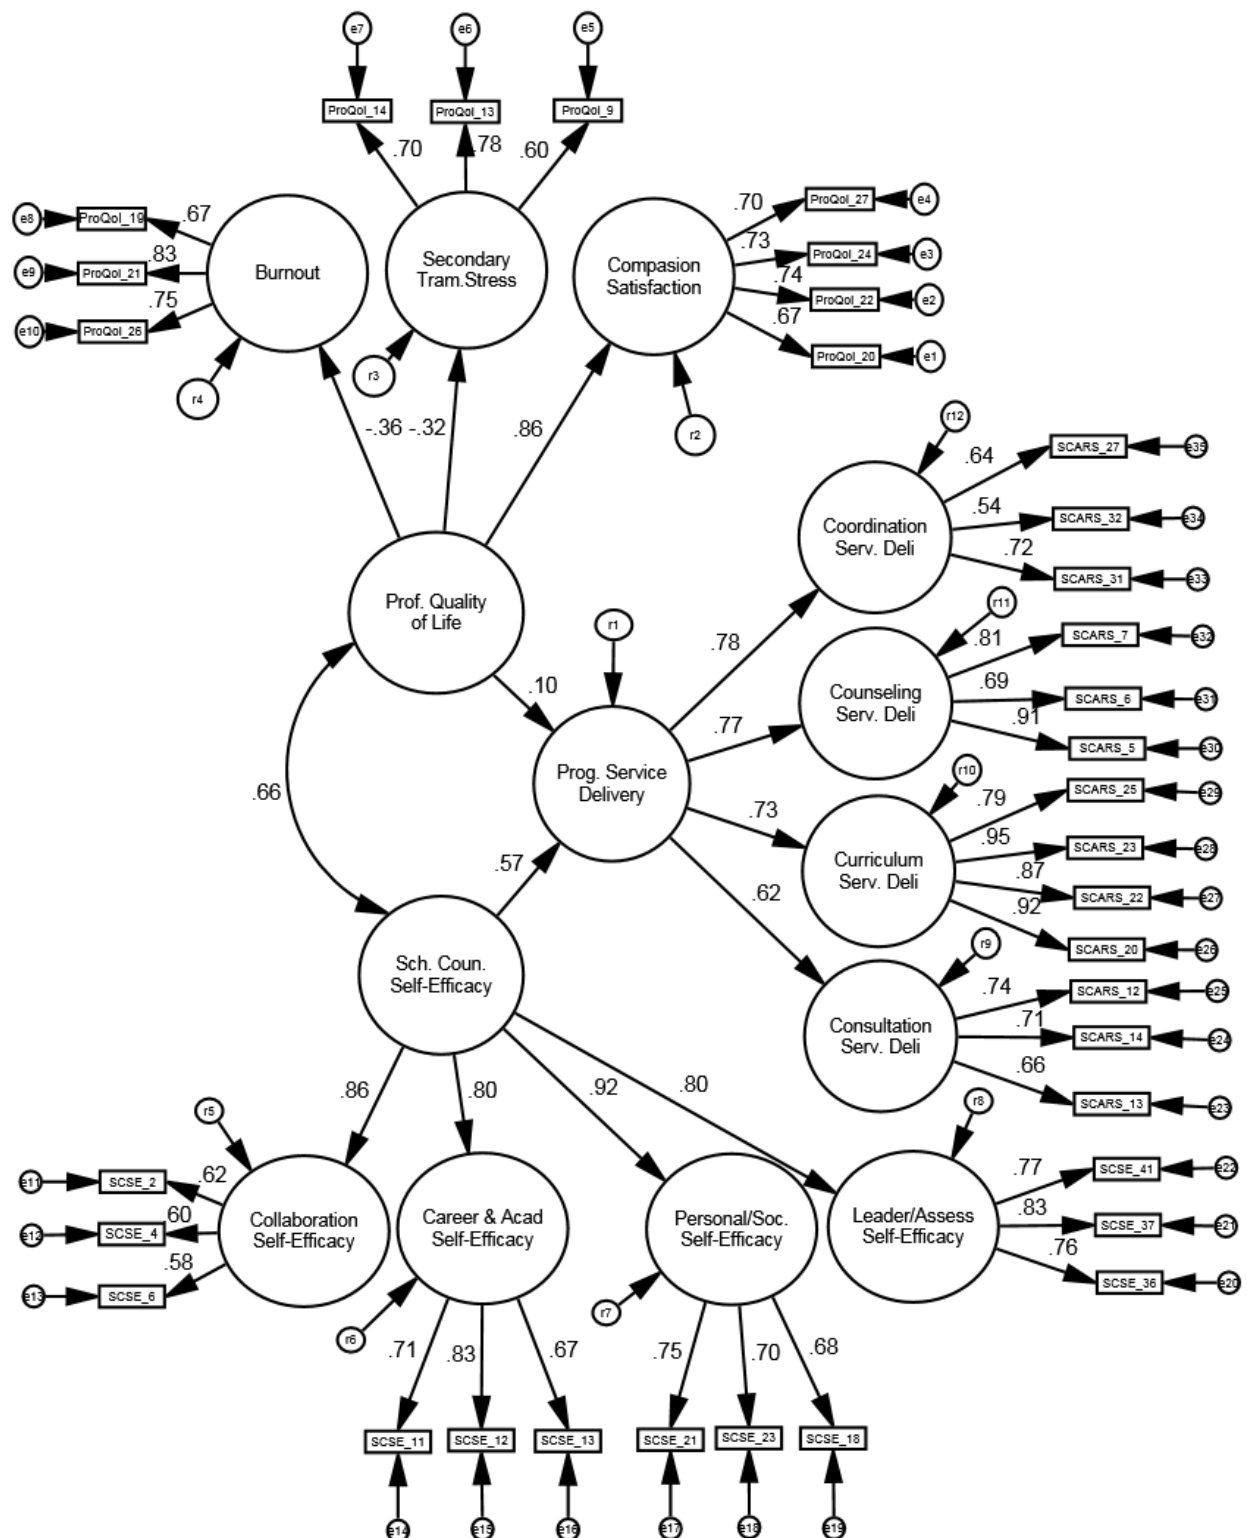 e7
e6
e5
ProQol_14
ProQol_13
ProQol_9
.70
.78
.60
e8
ProQol_19
.67
e9
ProQol_21
.83
e10
ProQol_26
.75
Burnout
Secondary
Tram.Stress
Compasion
Satisfaction
.70
ProQol_27
e4
.73
ProQol_24
e3
.74
ProQol_22
e2
.67
ProQol_20
e1
r4
r3
r2
-.36
-.32
.86
r12
Coordination
Serv. Deli
.64
SCARS_27
e35
.54
SCARS_32
e34
.72
SCARS_31
e33
Prof. Quality
of Life
r1
.78
r11
Counseling
Serv. Deli
.81
SCARS_7
e32
.69
SCARS_6
e31
.91
SCARS_5
e30
.10
.77
.66
Prog. Service
Delivery
r10
.73
Curriculum
Serv. Deli
.79
SCARS_25
e29
.95
SCARS_23
e28
.87
SCARS_22
e27
.92
SCARS_20
e26
.57
.62
r9
Sch. Coun.
Self-Efficacy
Consultation
Serv. Deli
.74
SCARS_12
e25
.71
SCARS_14
e24
.66
SCARS_13
e23
.86
.80
.92
.80
r5
r8
e11
SCSE_2
.62
e12
SCSE_4
60
e13
SCSE_6
.58
Collaboration
Self-Efficacy
Career & Acad
Self-Efficacy
Personal/Soc.
Self-Efficacy
Leader/Assess
Self-Efficacy
.77
SCSE_41
e22
.83
SCSE_37
e21
.76
SCSE_36
e20
r6
r7
.71
.83
.67
.75
.70
.68
SCSE_11
SCSE_12
SCSE_13
SCSE_21
SCSE_23
SCSE_18
e14
e15
e16
e17
e18
e19